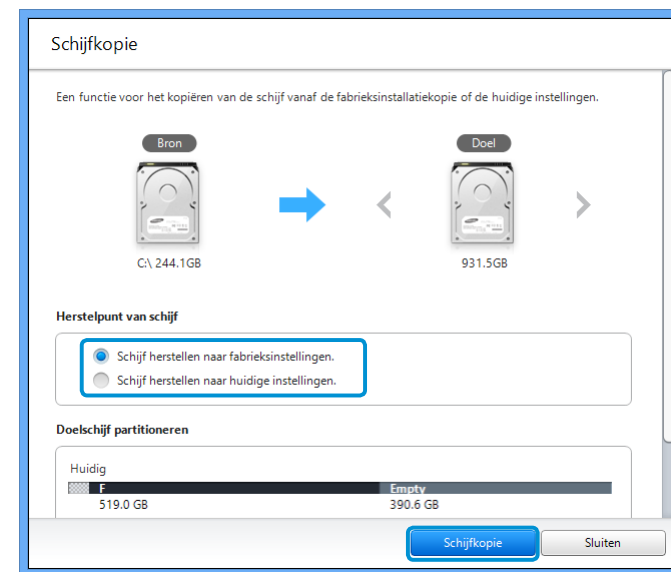 Schijfkopie
Een functie voor het kopiëren van de schijf vanaf de fabrieksinstallatiekopie of de huidige instellingen.
Bron Doel
C:\ 244.1GB 931.5GB
Herstelpunt van schijf
Schijf herstellen naar fabrieksinstellingen.
Schijf herstellen naar huidige instellingen.
Doelschijf partitioneren
Huidig
F Empty
519.0 GB 390.6 GB
Schijfkopie Sluiten